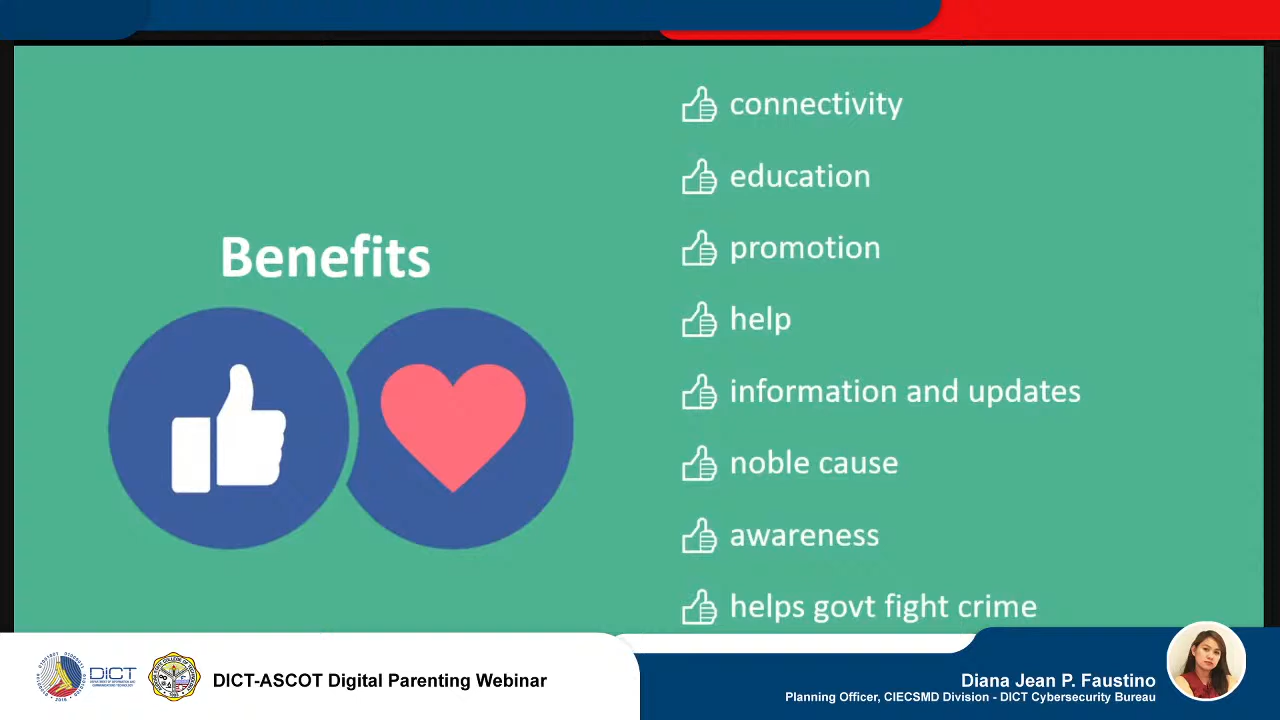 Benefits
connectivity
education
promotion
help
information and updates
noble cause
awareness
helps govt fight crime
DICT
DICT-ASCOT Digital Parenting Webinar
Diana Jean P. Faustino
Planning Officer, CIECSMD Division - DICT Cybersecurity Bureau